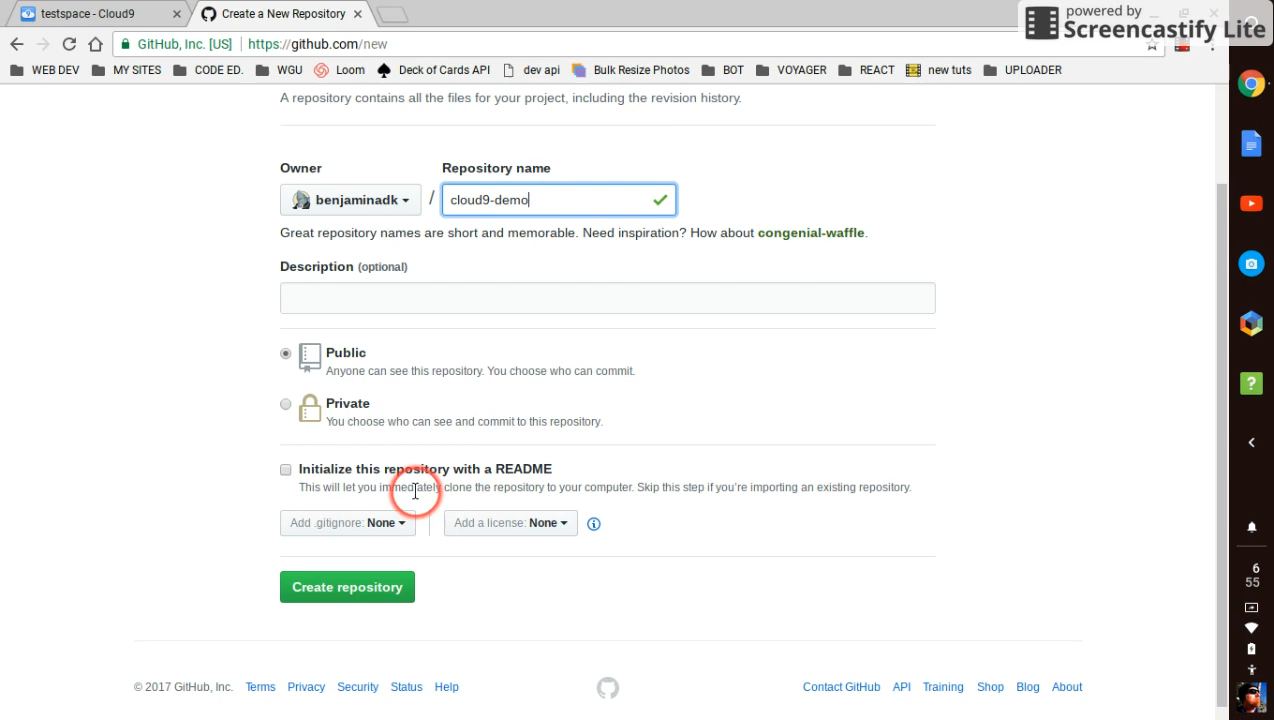 testspace - Cloud9
Create a New Repository
powered by
Screencastify Lite
GitHub, Inc. [US]
https://github.com/new
WEB DEV
MY SITES
CODE ED.
WGU
Loom
Deck of Cards API
dev api
Bulk Resize Photos
BOT
VOYAGER
REACT
new tuts
UPLOADER
A repository contains all the files for your project, including the revision history.
Owner
Repository name
benjaminadk
/
cloud9-demo
Great repository names are short and memorable. Need inspiration? How about congenial-waffle.
Description (optional)
Public
Anyone can see this repository. You choose who can commit.
Private
You choose who can see and commit to this repository.
Initialize this repository with a README
This will let you immediately clone the repository to your computer. Skip this step if you're importing an existing repository.
Add .gitignore: None
Add a license: None
Create repository
© 2017 GitHub, Inc.
Terms
Privacy
Security
Status
Help
Contact GitHub
API
Training
Shop
Blog
About
6
55